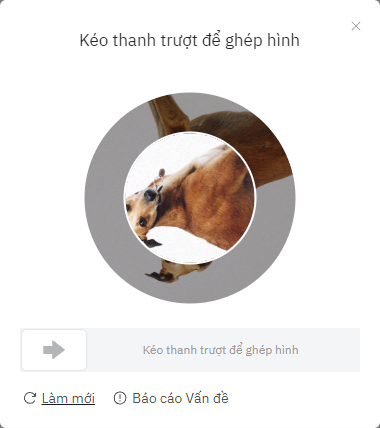 Kéo thanh trượt để ghép hình
Kéo thanh trượt để ghép hình
Làm mới Báo cáo Vấn đề